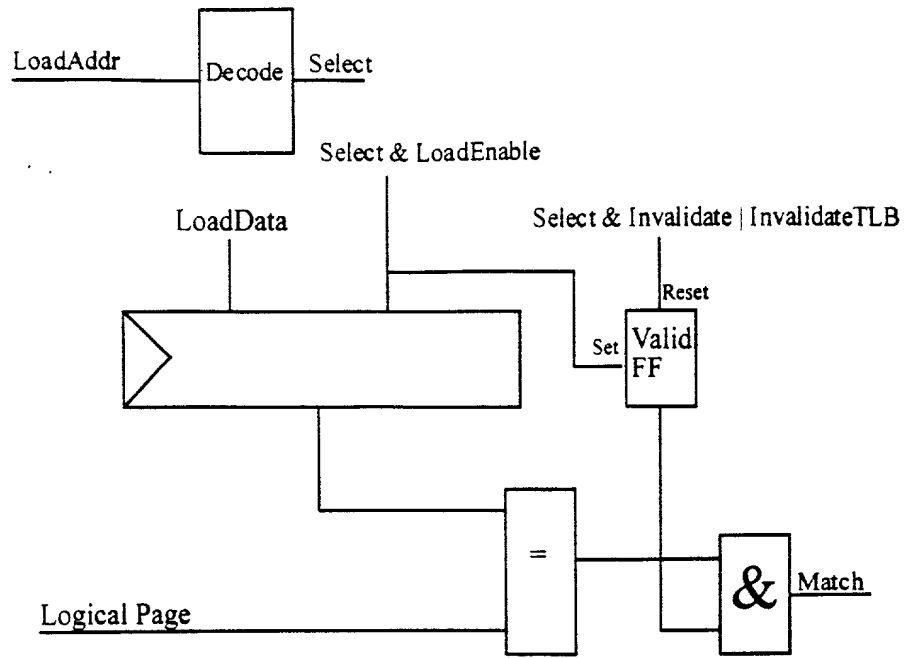 LoadAddr
Decode
Select
Select & LoadEnable
LoadData
Select & Invalidate | InvalidateTLB
Reset
Set
Valid
FF
=
&
Match
Logical Page